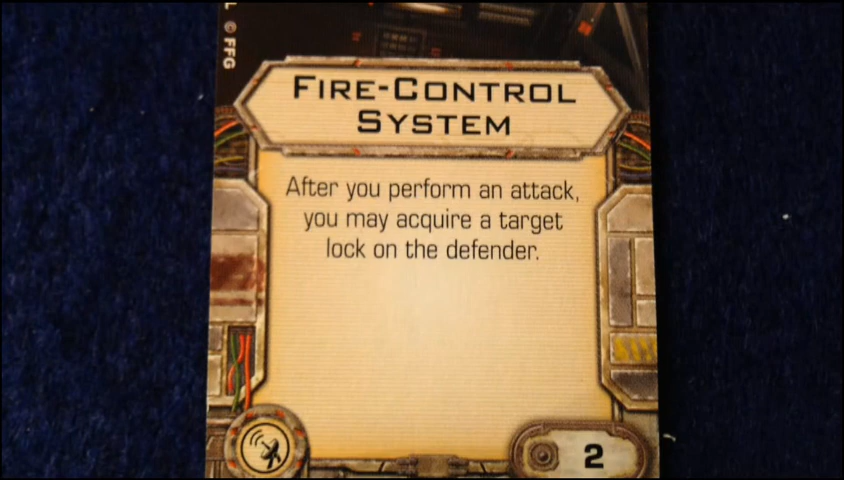 © FFG
FIRE-CONTROL
SYSTEM
After you perform an attack,
you may acquire a target
lock on the defender.
2